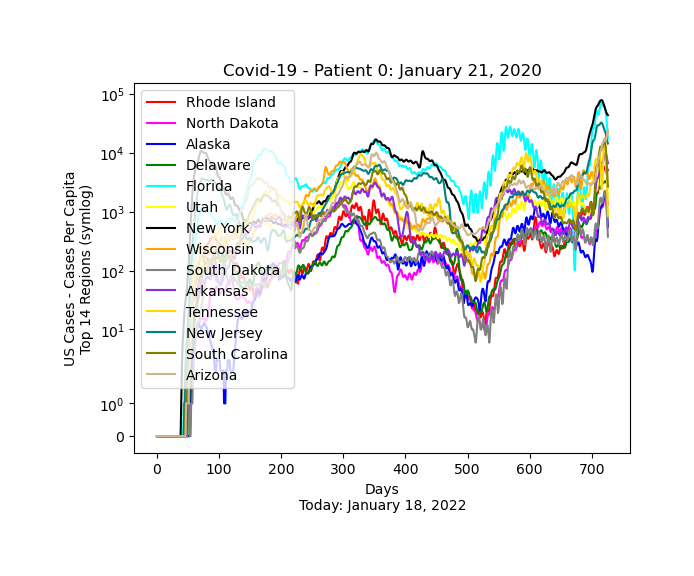 Covid-19 - Patient 0: January 21, 2020
US Cases - Cases Per Capita
Top 14 Regions (symlog)
10^5
10^4
10^3
10^2
10^1
10^0
0
Rhode Island
North Dakota
Alaska
Delaware
Florida
Utah
New York
Wisconsin
South Dakota
Arkansas
Tennessee
New Jersey
South Carolina
Arizona
0 100 200 300 400 500 600 700
Days
Today: January 18, 2022